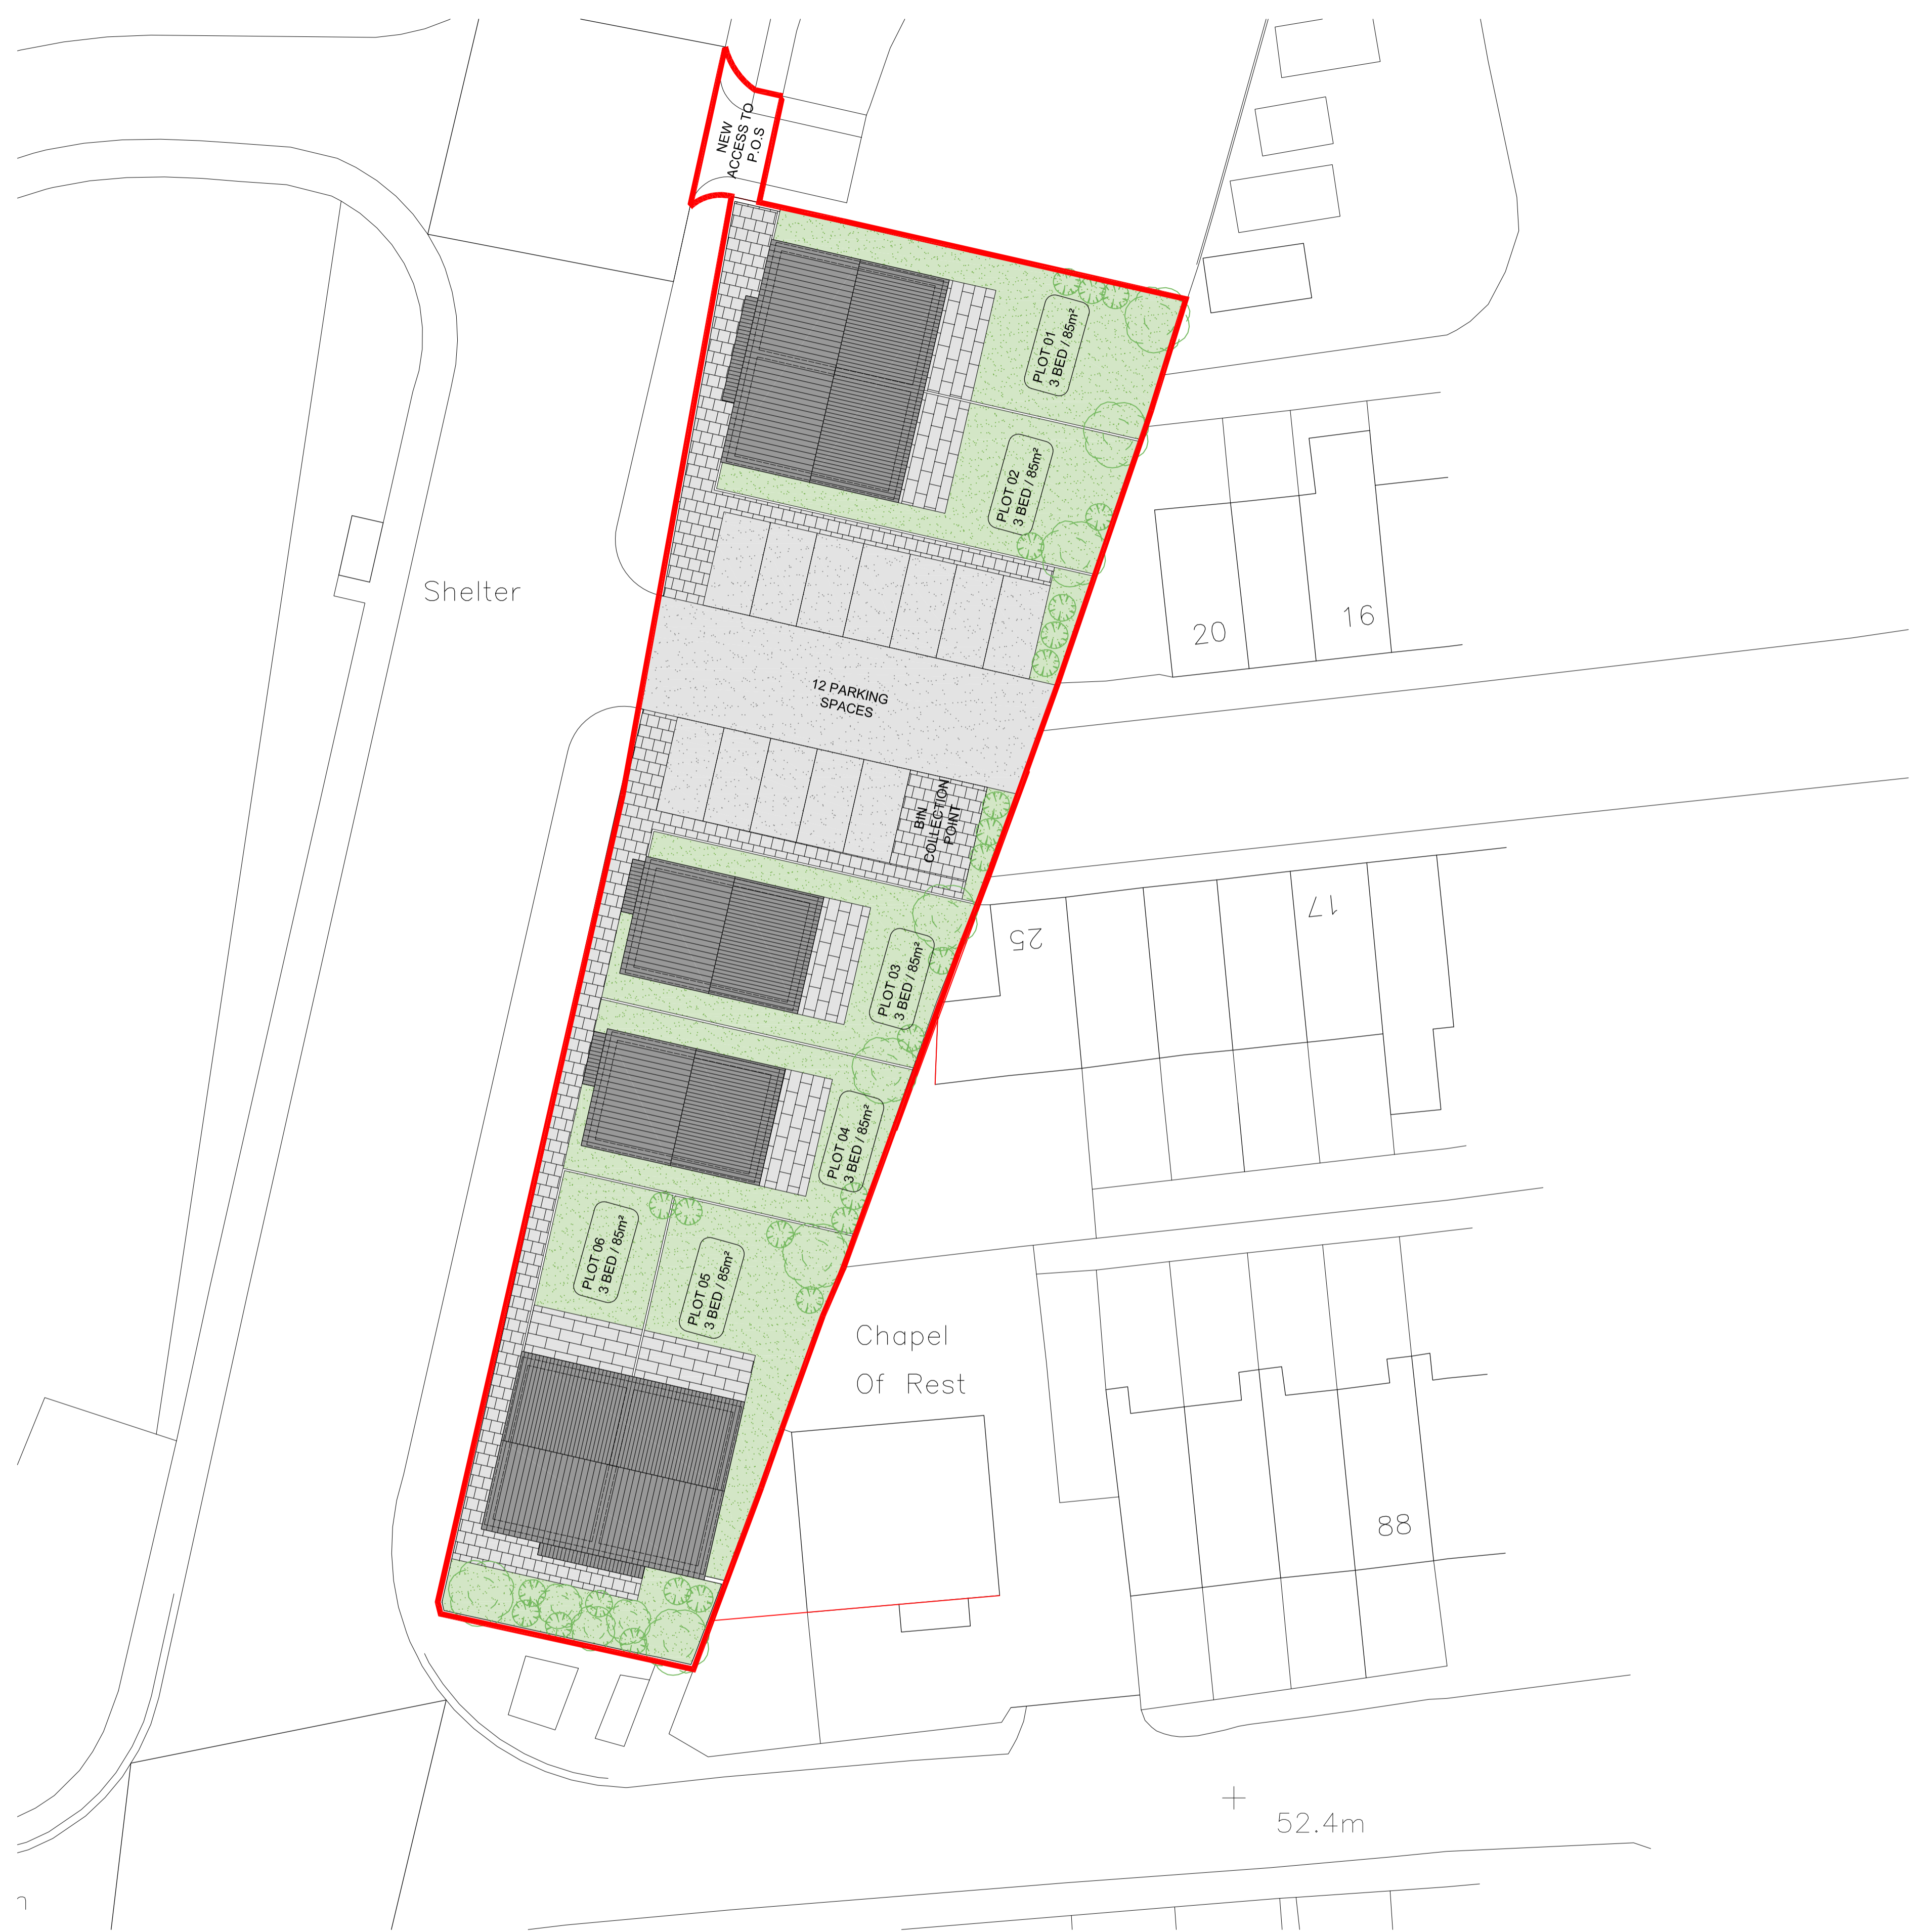 NEW
ACCESS TO
P.O.S
PLOT 01
3 BED / 85m²
PLOT 02
3 BED / 85m²
Shelter
20
16
12 PARKING
SPACES
BIN
COLLECTION
POINT
17
25
PLOT 03
3 BED / 85m²
PLOT 04
3 BED / 85m²
PLOT 06
3 BED / 85m²
PLOT 05
3 BED / 85m²
Chapel
Of Rest
88
52.4m